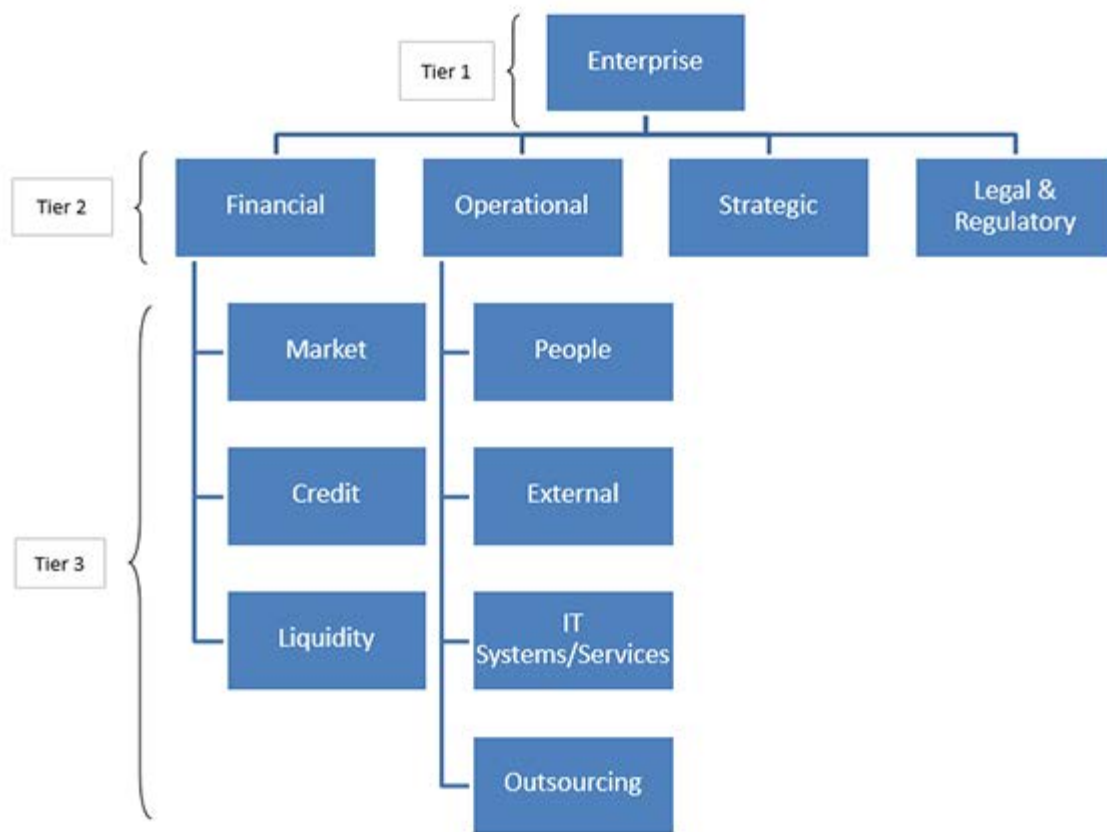 Tier 1
Enterprise
Tier 2
Financial
Operational
Strategic
Legal &
Regulatory
Tier 3
Market
People
Credit
External
Liquidity
IT
Systems/Services
Outsourcing